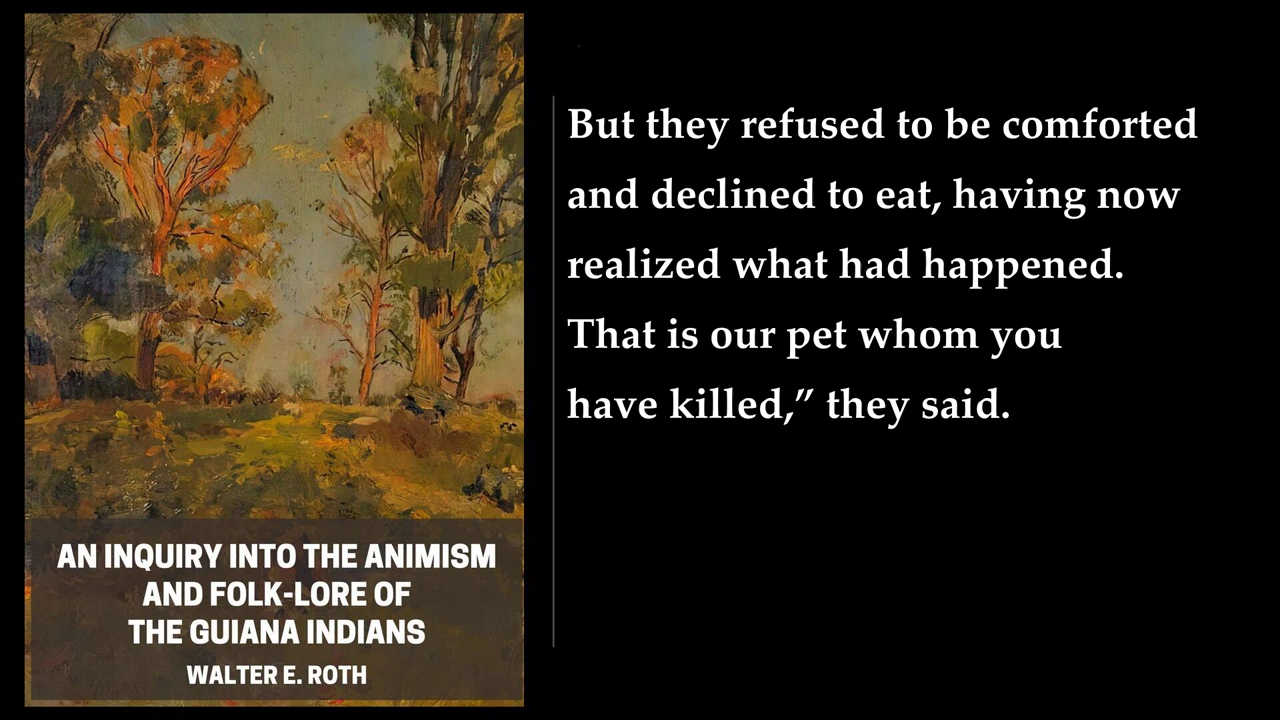 But they refused to be comforted
and declined to eat, having now
realized what had happened.
That is our pet whom you
have killed,” they said.
AN INQUIRY INTO THE ANIMISM
AND FOLK-LORE OF
THE GUIANA INDIANS
WALTER E. ROTH